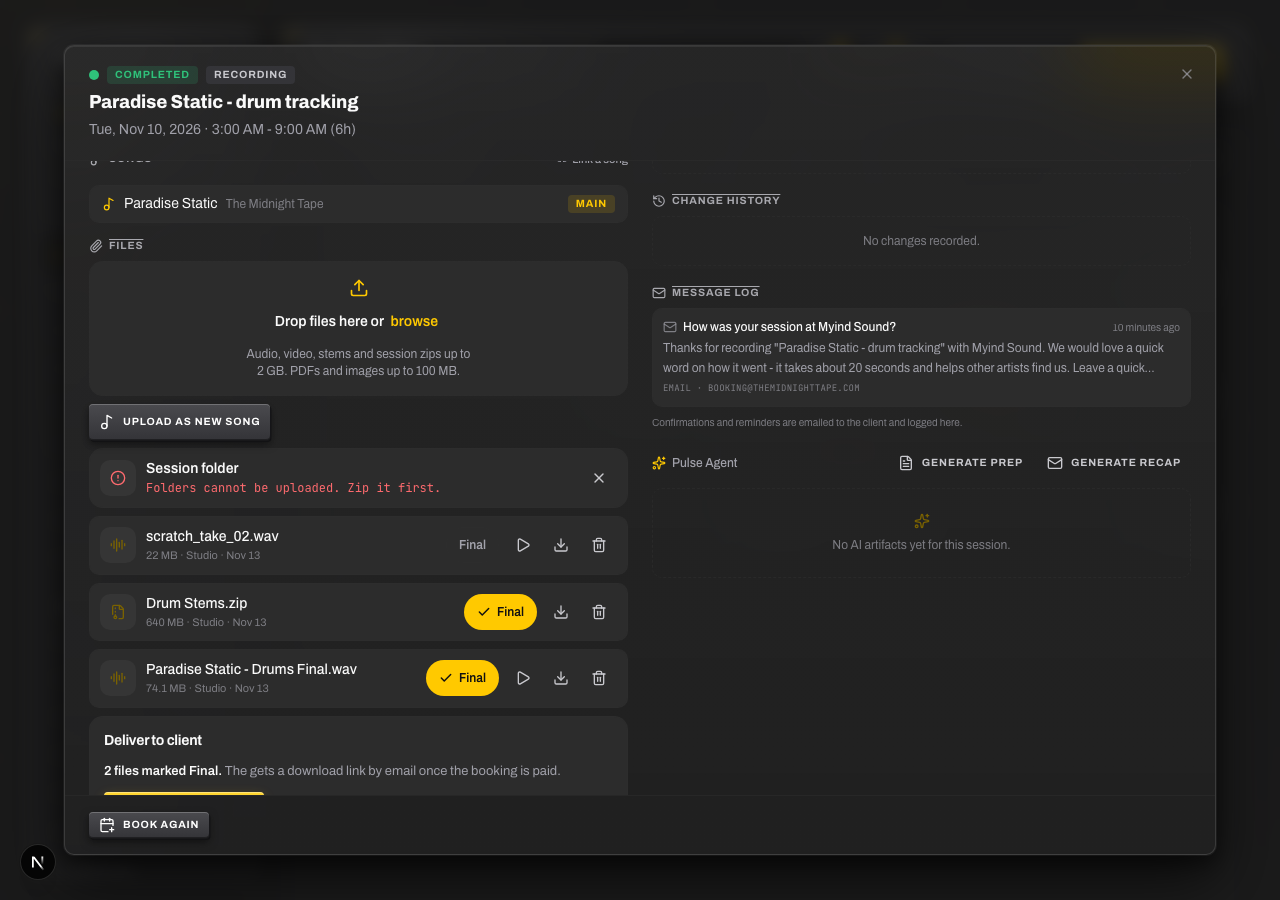 COMPLETED RECORDING
Paradise Static - drum tracking
Tue, Nov 10, 2026 · 3:00 AM - 9:00 AM (6h)
Link a song
Paradise Static The Midnight Tape MAIN
FILES
Drop files here or browse
Audio, video, stems and session zips up to
2 GB. PDFs and images up to 100 MB.
UPLOAD AS NEW SONG
Session folder
Folders cannot be uploaded. Zip it first.
scratch_take_02.wav
22 MB · Studio · Nov 13
Final
Drum Stems.zip
640 MB · Studio · Nov 13
Final
Paradise Static - Drums Final.wav
74.1 MB · Studio · Nov 13
Final
Deliver to client
2 files marked Final. The gets a download link by email once the booking is paid.
CHANGE HISTORY
No changes recorded.
MESSAGE LOG
How was your session at Myind Sound? 10 minutes ago
Thanks for recording "Paradise Static - drum tracking" with Myind Sound. We would love a quick
word on how it went - it takes about 20 seconds and helps other artists find us. Leave a quick...
EMAIL · BOOKING@THEMIDNIGHTTAPE.COM
Confirmations and reminders are emailed to the client and logged here.
Pulse Agent GENERATE PREP GENERATE RECAP
No AI artifacts yet for this session.
BOOK AGAIN
N